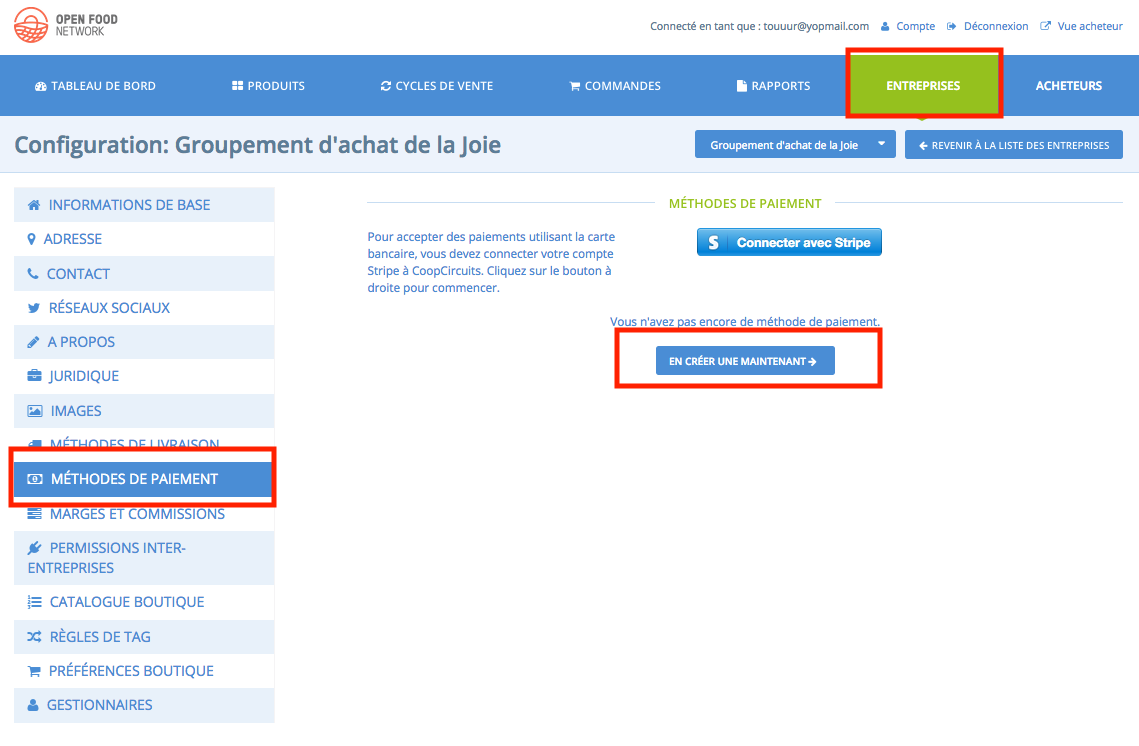 OPEN FOOD
NETWORK
Connecté en tant que : touuur@yopmail.com Compte Déconnexion Vue acheteur
TABLEAU DE BORD PRODUITS CYCLES DE VENTE COMMANDES RAPPORTS ENTREPRISES ACHETEURS
Configuration: Groupement d'achat de la Joie
Groupement d'achat de la Joie
REVENIR À LA LISTE DES ENTREPRISES
INFORMATIONS DE BASE
ADRESSE
CONTACT
RÉSEAUX SOCIAUX
A PROPOS
JURIDIQUE
IMAGES
MÉTHODES DE LIVRAISON
MÉTHODES DE PAIEMENT
MARGES ET COMMISSIONS
PERMISSIONS INTER-
ENTREPRISES
CATALOGUE BOUTIQUE
RÈGLES DE TAG
PRÉFÉRENCES BOUTIQUE
GESTIONNAIRES
MÉTHODES DE PAIEMENT
Pour accepter des paiements utilisant la carte
bancaire, vous devez connecter votre compte
Stripe à CoopCircuits. Cliquez sur le bouton à
droite pour commencer.
S Connecter avec Stripe
Vous n'avez pas encore de méthode de paiement.
EN CRÉER UNE MAINTENANT